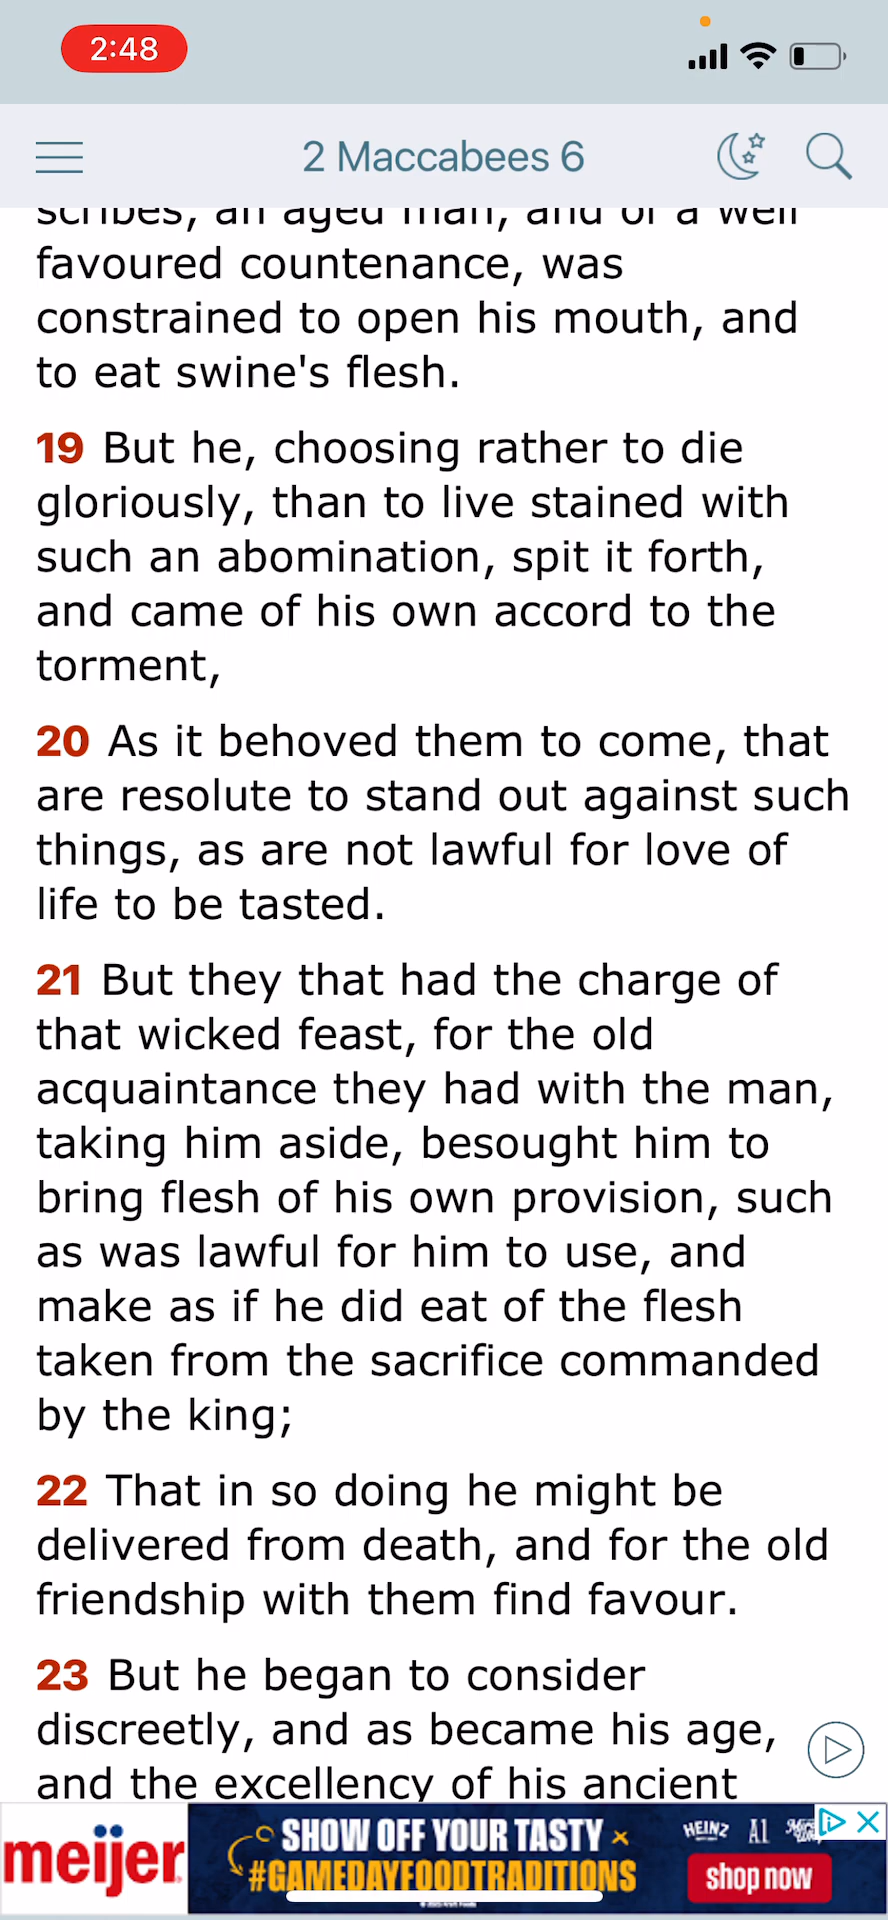 2:48
2 Maccabees 6
scribes, an aged man, and of a well
favoured countenance, was
constrained to open his mouth, and
to eat swine's flesh.
19 But he, choosing rather to die
gloriously, than to live stained with
such an abomination, spit it forth,
and came of his own accord to the
torment,
20 As it behoved them to come, that
are resolute to stand out against such
things, as are not lawful for love of
life to be tasted.
21 But they that had the charge of
that wicked feast, for the old
acquaintance they had with the man,
taking him aside, besought him to
bring flesh of his own provision, such
as was lawful for him to use, and
make as if he did eat of the flesh
taken from the sacrifice commanded
by the king;
22 That in so doing he might be
delivered from death, and for the old
friendship with them find favour.
23 But he began to consider
discreetly, and as became his age,
and the excellency of his ancient
meijer
SHOW OFF YOUR TASTY
#GAMEDAYFOODTRADITIONS
HEINZ A1
shop now